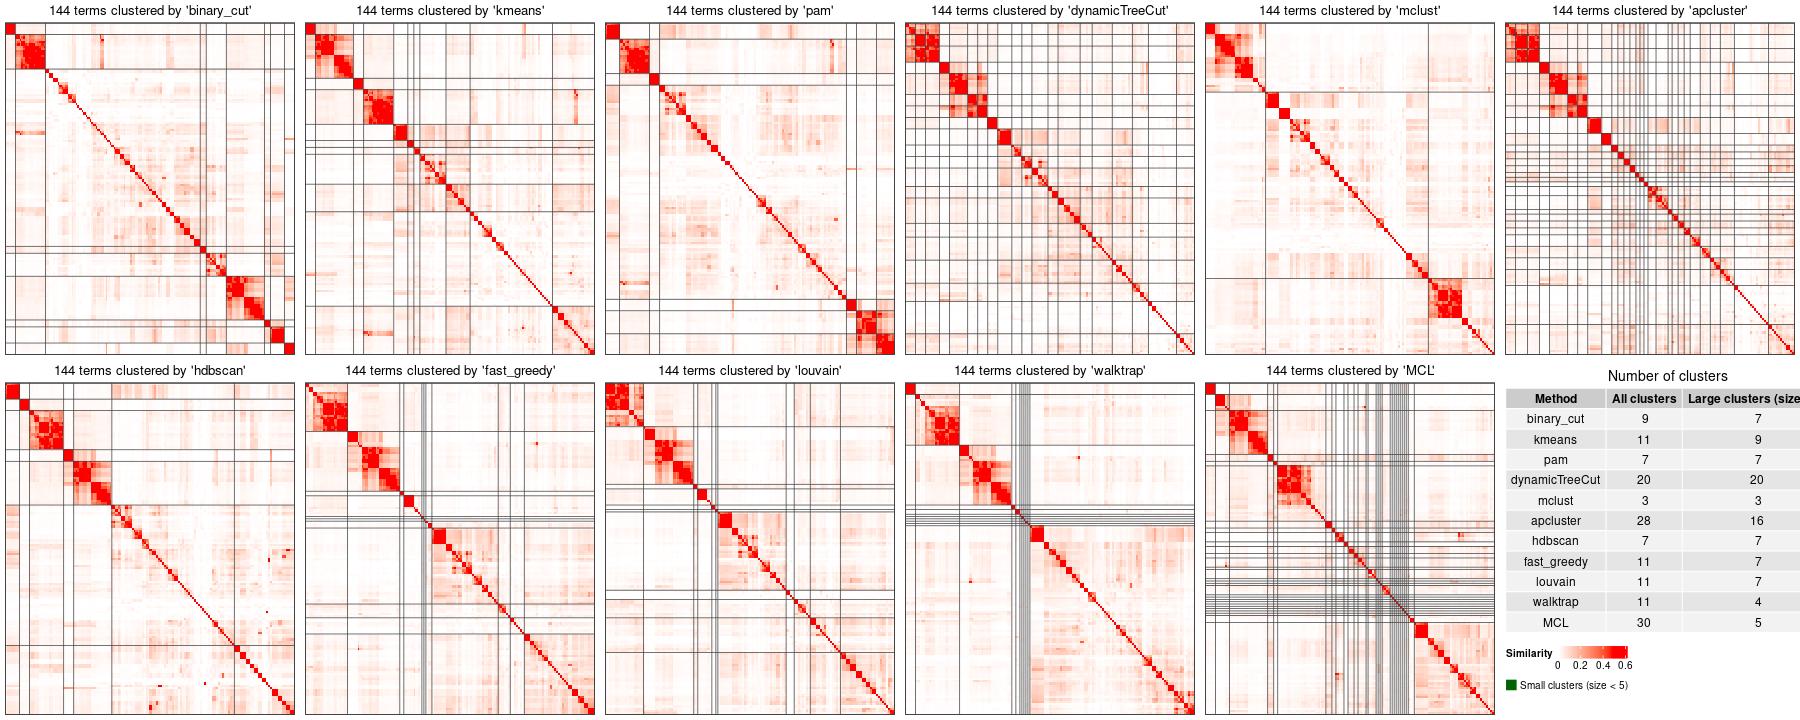 144 terms clustered by 'binary_cut'
144 terms clustered by 'kmeans'
144 terms clustered by 'pam'
144 terms clustered by 'dynamicTreeCut'
144 terms clustered by 'mclust'
144 terms clustered by 'apcluster'
144 terms clustered by 'hdbscan'
144 terms clustered by 'fast_greedy'
144 terms clustered by 'louvain'
144 terms clustered by 'walktrap'
144 terms clustered by 'MCL'
Number of clusters
Method All clusters Large clusters (size
binary_cut 9 7
kmeans 11 9
pam 7 7
dynamicTreeCut 20 20
mclust 3 3
apcluster 28 16
hdbscan 7 7
fast_greedy 11 7
louvain 11 7
walktrap 11 4
MCL 30 5
Similarity
0 0.2 0.4 0.6
Small clusters (size < 5)